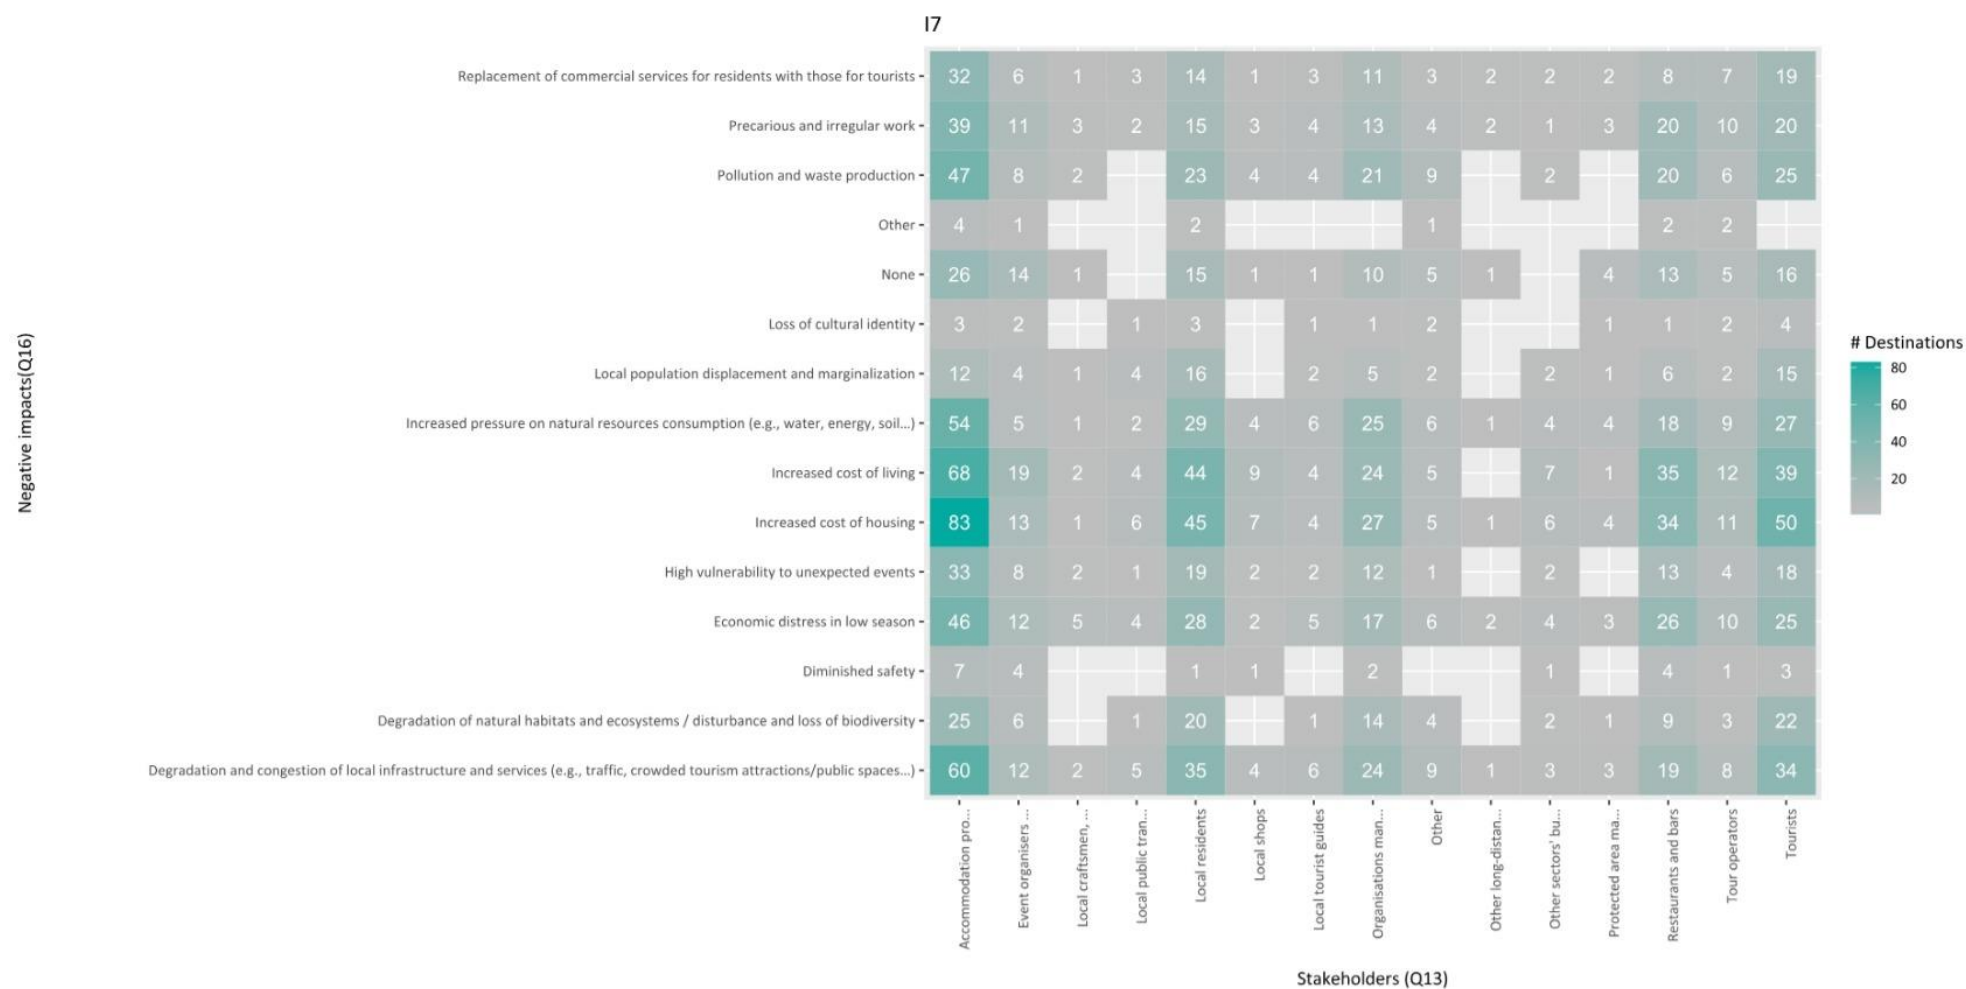 I7
Replacement of commercial services for residents with those for tourists 32 6 1 3 14 1 3 11 3 2 2 2 8 7 19
Precarious and irregular work 39 11 3 2 15 3 4 13 4 2 1 3 20 10 20
Pollution and waste production 47 8 2 23 4 4 21 9 2 20 6 25
Other 4 1 2 1 2 2
None 26 14 1 15 1 1 10 5 1 4 13 5 16
Loss of cultural identity 3 2 1 3 1 1 2 1 1 2 4
Local population displacement and marginalization 12 4 1 4 16 2 5 2 2 1 6 2 15
Increased pressure on natural resources consumption (e.g., water, energy, soil...) 54 5 1 2 29 4 6 25 6 1 4 4 18 9 27
Increased cost of living 68 19 2 4 44 9 4 24 5 7 1 35 12 39
Increased cost of housing 83 13 1 6 45 7 4 27 5 1 6 4 34 11 50
High vulnerability to unexpected events 33 8 2 1 19 2 2 12 1 2 13 4 18
Economic distress in low season 46 12 5 4 28 2 5 17 6 2 4 3 26 10 25
Diminished safety 7 4 1 1 2 1 4 1 3
Degradation of natural habitats and ecosystems / disturbance and loss of biodiversity 25 6 1 20 1 14 4 2 1 9 3 22
Degradation and congestion of local infrastructure and services (e.g., traffic, crowded tourism attractions/public spaces...) 60 12 2 5 35 4 6 24 9 1 3 3 19 8 34
Negative impacts(Q16)
Accommodation pro...
Event organisers ...
Local craftsmen, ...
Local public tran...
Local residents
Local shops
Local tourist guides
Organisations man...
Other
Other long-distan...
Other sectors' bu...
Protected area ma...
Restaurants and bars
Tour operators
Tourists
Stakeholders (Q13)
# Destinations
80
60
40
20